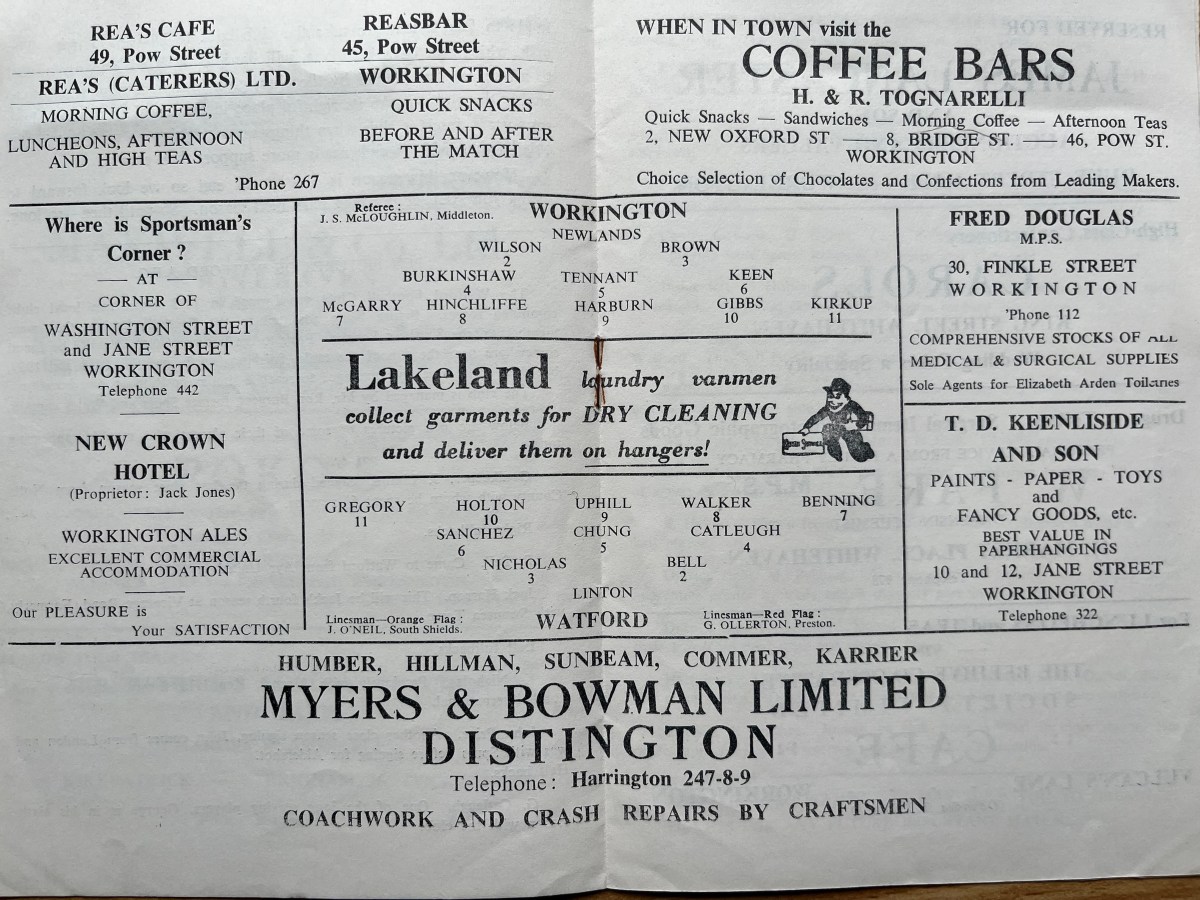 REA'S CAFE
49, Pow Street
REA'S (CATERERS) LTD.
MORNING COFFEE,
LUNCHEONS, AFTERNOON
AND HIGH TEAS
REASBAR
45, Pow Street
WORKINGTON
QUICK SNACKS
BEFORE AND AFTER
THE MATCH
'Phone 267
WHEN IN TOWN visit the
COFFEE BARS
H. & R. TOGNARELLI
Quick Snacks — Sandwiches — Morning Coffee — Afternoon Teas
2, NEW OXFORD ST —— 8, BRIDGE ST. —— 46, POW ST.
WORKINGTON
Choice Selection of Chocolates and Confections from Leading Makers.
Where is Sportsman's
Corner ?
—— AT ——
CORNER OF
WASHINGTON STREET
and JANE STREET
WORKINGTON
Telephone 442
NEW CROWN
HOTEL
(Proprietor: Jack Jones)
WORKINGTON ALES
EXCELLENT COMMERCIAL
ACCOMMODATION
Our PLEASURE is
Your SATISFACTION
Referee :
J. S. McLOUGHLIN, Middleton.
WORKINGTON
NEWLANDS
WILSON BROWN
2 3
BURKINSHAW TENNANT KEEN
4 5 6
McGARRY HINCHLIFFE HARBURN GIBBS KIRKUP
7 8 9 10 11
Lakeland laundry vanmen
collect garments for DRY CLEANING
and deliver them on hangers!
GREGORY HOLTON UPHILL WALKER BENNING
11 10 9 8 7
SANCHEZ CHUNG CATLEUGH
6 5 4
NICHOLAS BELL
3 2
LINTON
Linesman—Orange Flag :
J. O'NEIL, South Shields.
WATFORD
Linesman—Red Flag :
G. OLLERTON, Preston.
FRED DOUGLAS
M.P.S.
30, FINKLE STREET
WORKINGTON
'Phone 112
COMPREHENSIVE STOCKS OF ALL
MEDICAL & SURGICAL SUPPLIES
Sole Agents for Elizabeth Arden Toiletries
T. D. KEENLISIDE
AND SON
PAINTS - PAPER - TOYS
and
FANCY GOODS, etc.
BEST VALUE IN
PAPERHANGINGS
10 and 12, JANE STREET
WORKINGTON
Telephone 322
HUMBER, HILLMAN, SUNBEAM, COMMER, KARRIER
MYERS & BOWMAN LIMITED
DISTINGTON
Telephone: Harrington 247-8-9
COACHWORK AND CRASH REPAIRS BY CRAFTSMEN